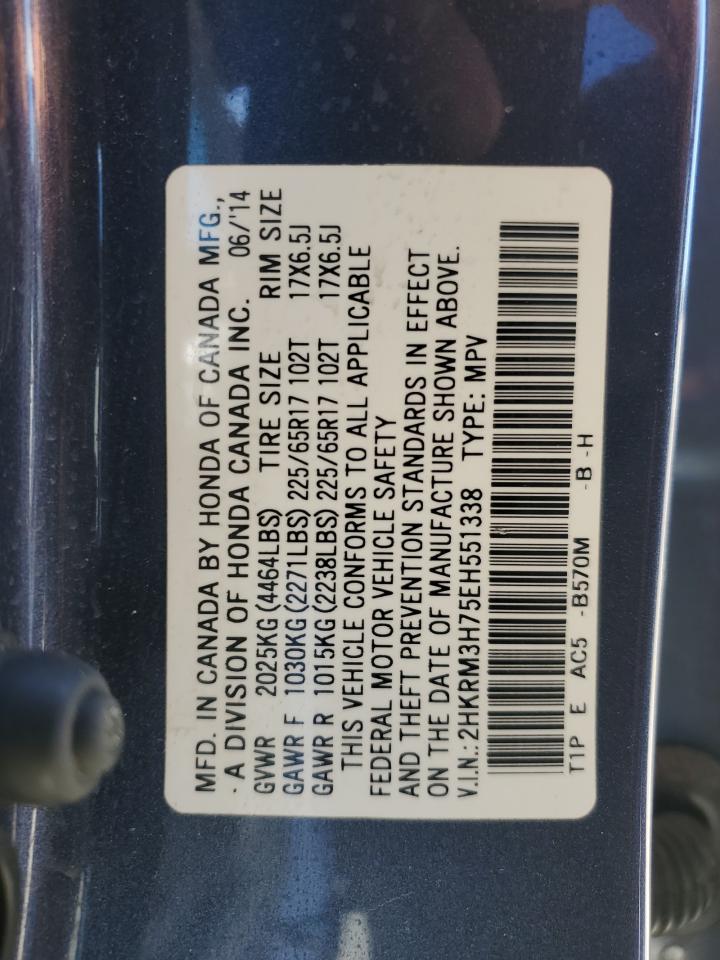 MFD. IN CANADA BY HONDA OF CANADA MFG.,
A DIVISION OF HONDA CANADA INC. 06/'14
GVWR 2025KG(4464LBS) TIRE SIZE RIM SIZE
GAWR F 1030KG(2271LBS) 225/65R17 102T 17X6.5J
GAWR R 1015KG(2238LBS) 225/65R17 102T 17X6.5J
THIS VEHICLE CONFORMS TO ALL APPLICABLE
FEDERAL MOTOR VEHICLE SAFETY
AND THEFT PREVENTION STANDARDS IN EFFECT
ON THE DATE OF MANUFACTURE SHOWN ABOVE.
V.I.N.:2HKRM3H75EH551338 TYPE: MPV
T1P E AC5 -B570M -B -H